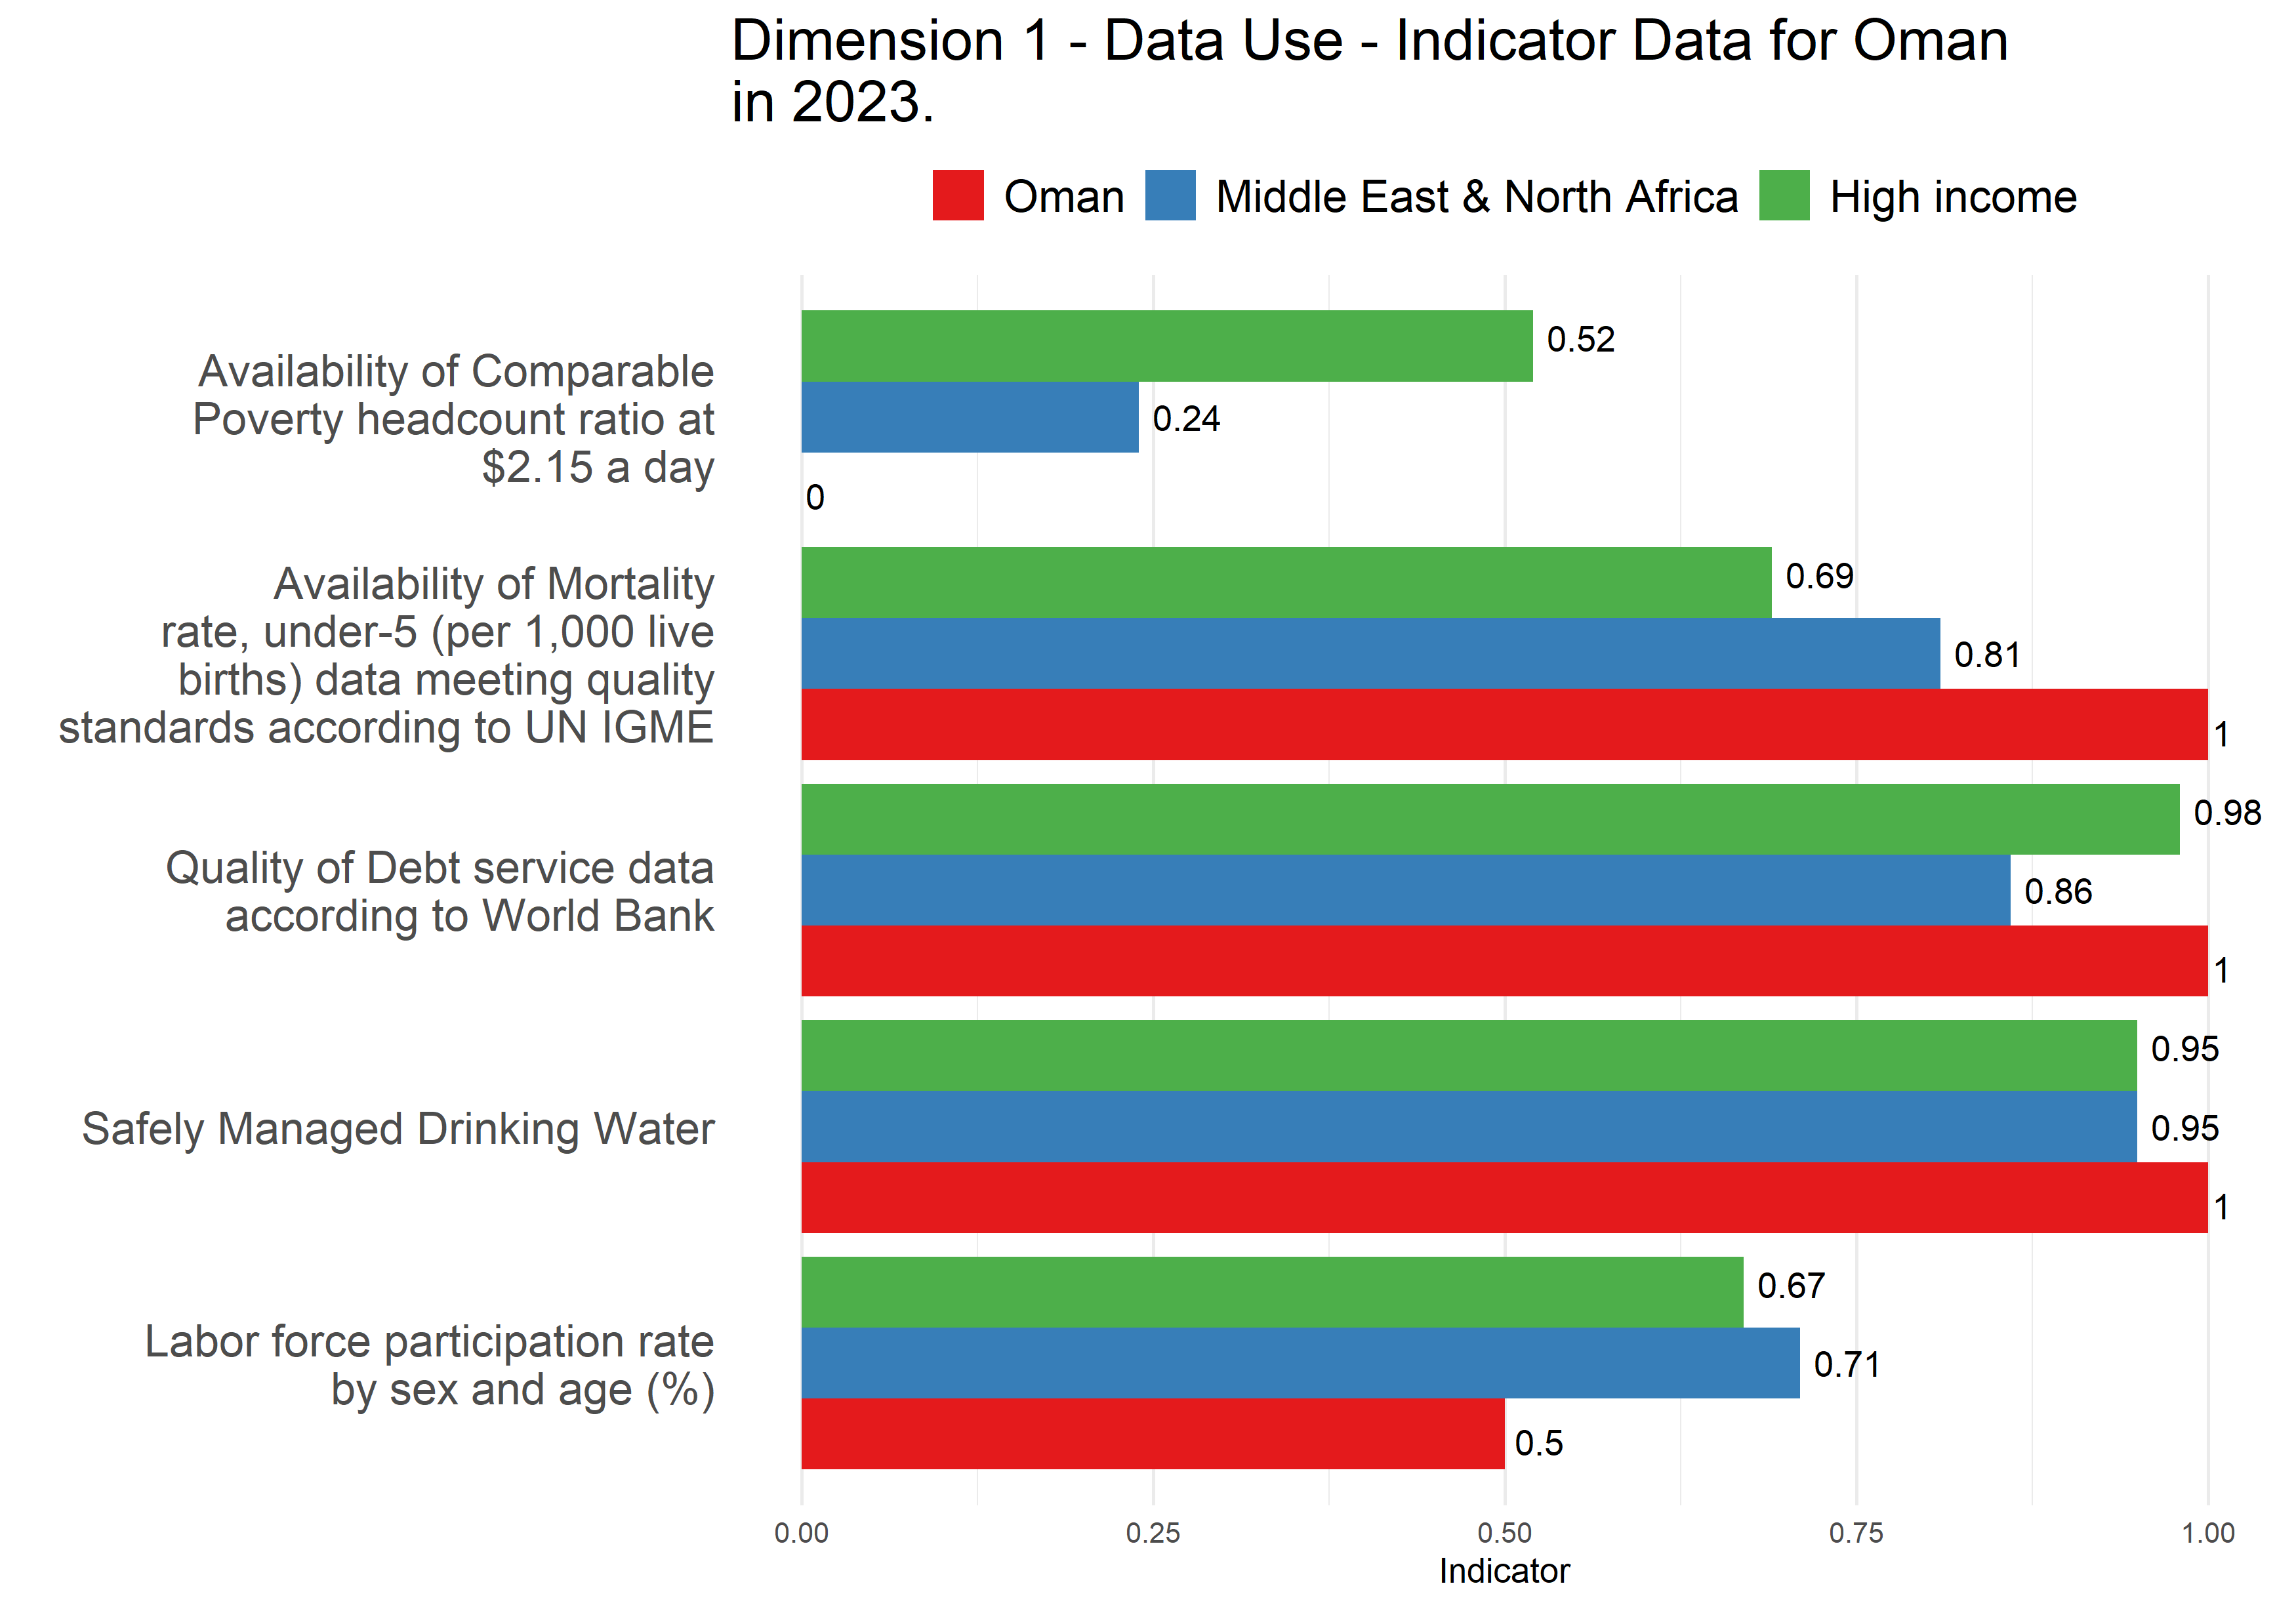 Dimension 1 - Data Use - Indicator Data for Oman
in 2023.
Oman Middle East & North Africa High income
Availability of Comparable
Poverty headcount ratio at
$2.15 a day
0.52
0.24
0
Availability of Mortality
rate, under-5 (per 1,000 live
births) data meeting quality
standards according to UN IGME
0.69
0.81
1
Quality of Debt service data
according to World Bank
0.98
0.86
1
Safely Managed Drinking Water
0.95
0.95
1
Labor force participation rate
by sex and age (%)
0.67
0.71
0.5
0.00 0.25 0.50 0.75 1.00
Indicator